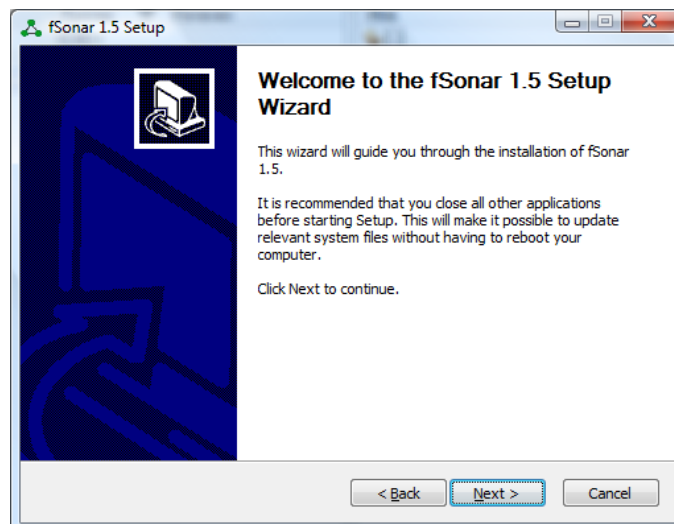 fSonar 1.5 Setup
Welcome to the fSonar 1.5 Setup
Wizard
This wizard will guide you through the installation of fSonar
1.5.
It is recommended that you close all other applications
before starting Setup. This will make it possible to update
relevant system files without having to reboot your
computer.
Click Next to continue.
< Back
Next >
Cancel